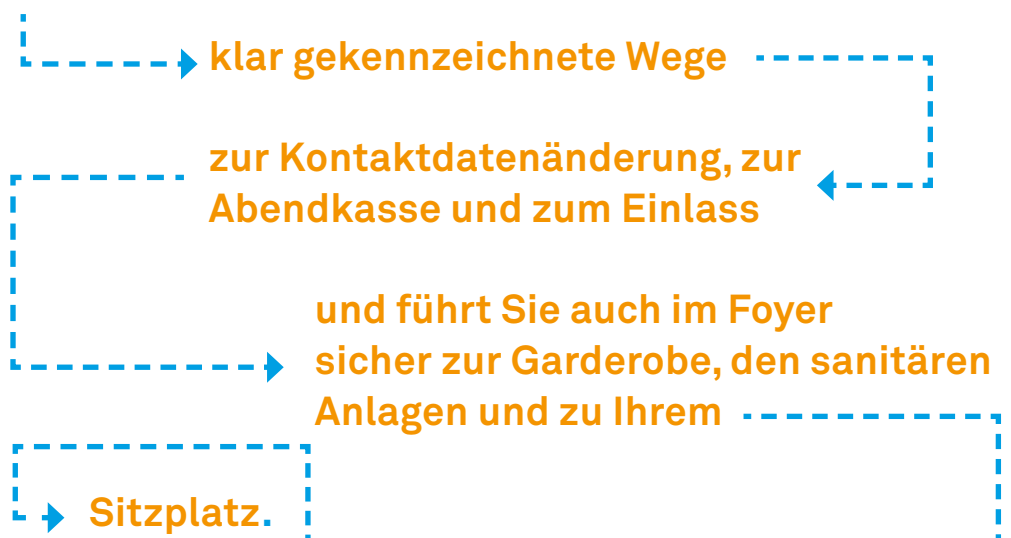 klar gekennzeichnete Wege
zur Kontaktdatenänderung, zur
Abendkasse und zum Einlass
und führt Sie auch im Foyer
sicher zur Garderobe, den sanitären
Anlagen und zu Ihrem
Sitzplatz.